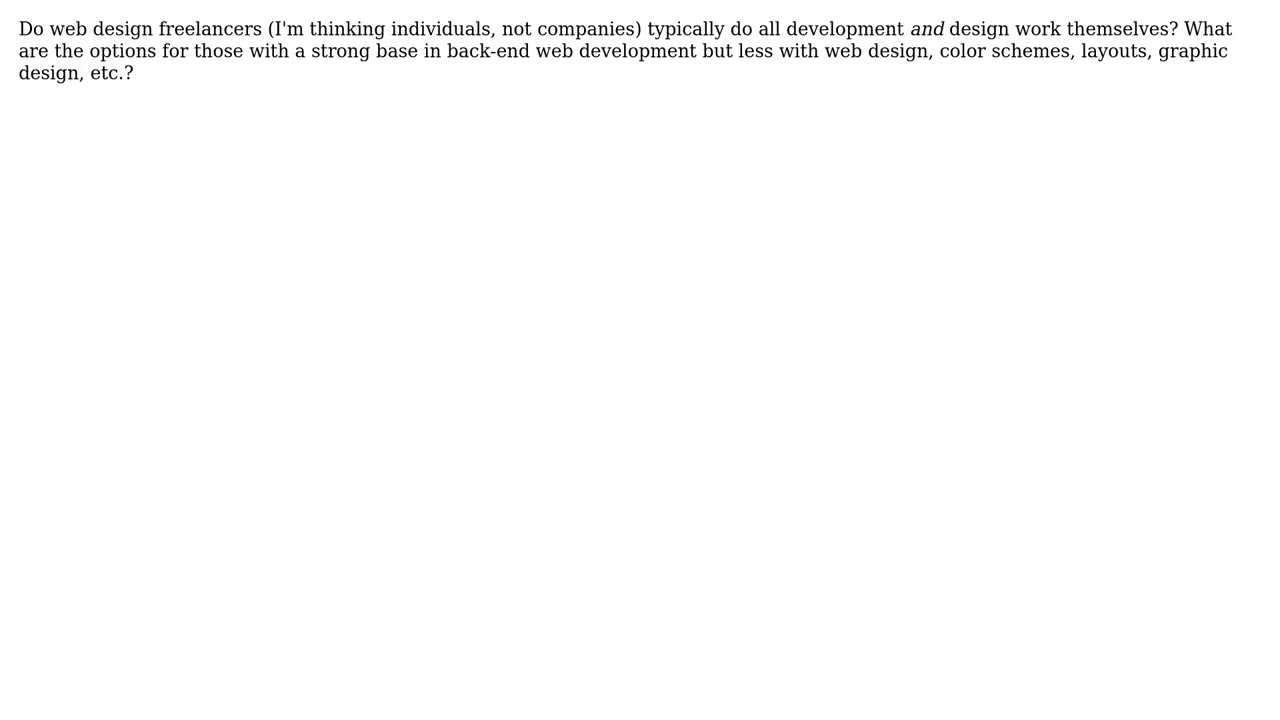 Do web design freelancers (I'm thinking individuals, not companies) typically do all development and design work themselves? What
are the options for those with a strong base in back-end web development but less with web design, color schemes, layouts, graphic
design, etc.?